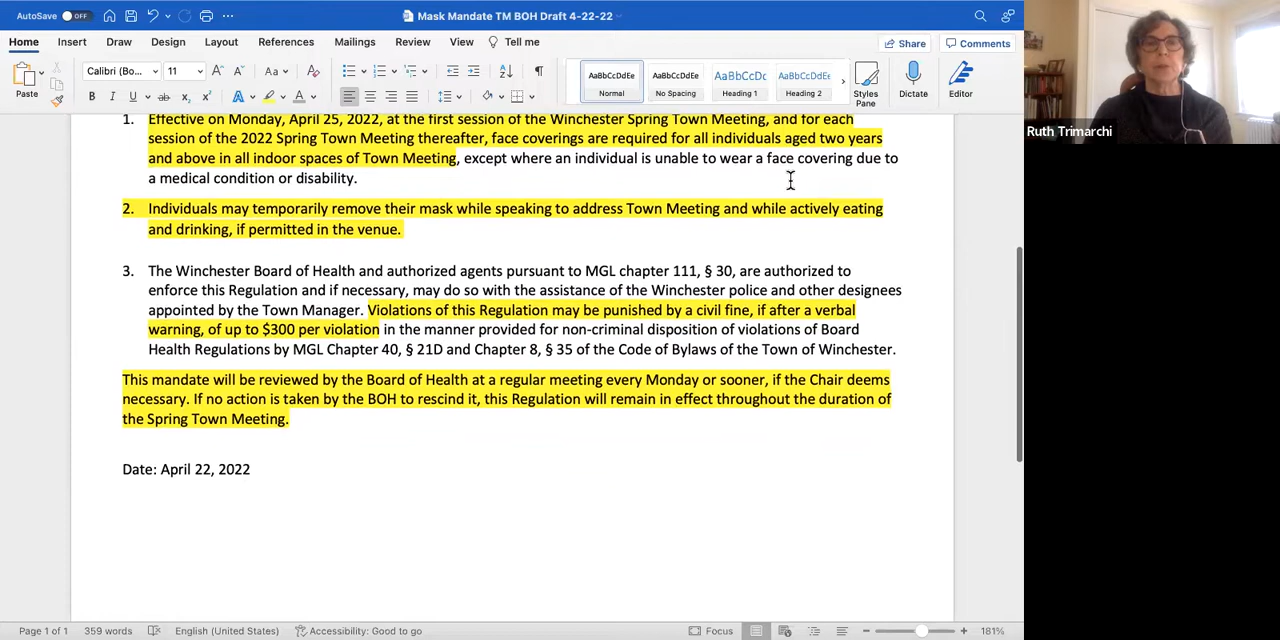 AutoSave OFF Mask Mandate TM BOH Draft 4-22-22
Home Insert Draw Design Layout References Mailings Review View Tell me Share Comments
Paste Calibri (Bo... 11 Aa B I U ab x₂ x² A A AaBbCcDdEe Normal AaBbCcDdEe No Spacing AaBbCcDc Heading 1 AaBbCcDdEe Heading 2 Styles Pane Dictate Editor
1. Effective on Monday, April 25, 2022, at the first session of the Winchester Spring Town Meeting, and for each
session of the 2022 Spring Town Meeting thereafter, face coverings are required for all individuals aged two years
and above in all indoor spaces of Town Meeting, except where an individual is unable to wear a face covering due to
a medical condition or disability.
2. Individuals may temporarily remove their mask while speaking to address Town Meeting and while actively eating
and drinking, if permitted in the venue.
3. The Winchester Board of Health and authorized agents pursuant to MGL chapter 111, § 30, are authorized to
enforce this Regulation and if necessary, may do so with the assistance of the Winchester police and other designees
appointed by the Town Manager. Violations of this Regulation may be punished by a civil fine, if after a verbal
warning, of up to $300 per violation in the manner provided for non-criminal disposition of violations of Board
Health Regulations by MGL Chapter 40, § 21D and Chapter 8, § 35 of the Code of Bylaws of the Town of Winchester.
This mandate will be reviewed by the Board of Health at a regular meeting every Monday or sooner, if the Chair deems
necessary. If no action is taken by the BOH to rescind it, this Regulation will remain in effect throughout the duration of
the Spring Town Meeting.
Date: April 22, 2022
Page 1 of 1 359 words English (United States) Accessibility: Good to go Focus 181%
Ruth Trimarchi